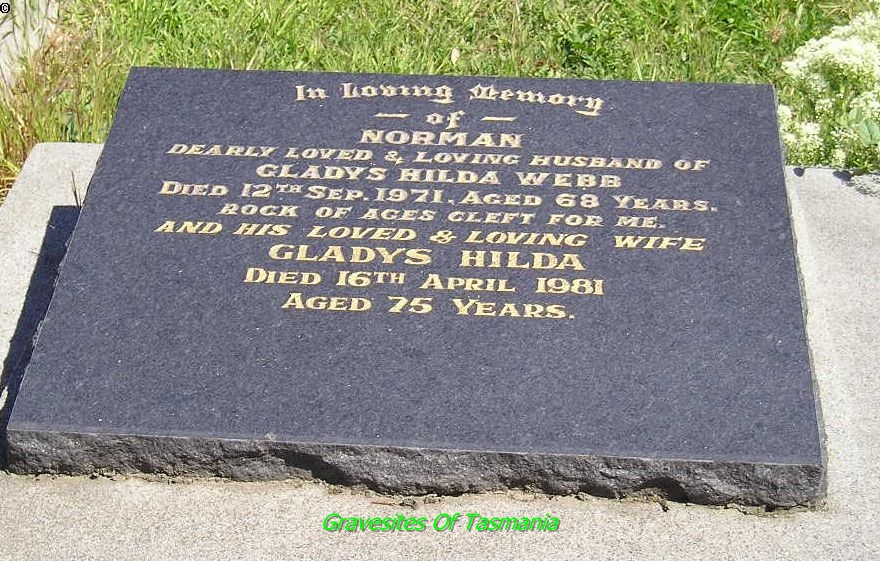 ©
In Loving Memory
— of —
NORMAN
DEARLY LOVED & LOVING HUSBAND OF
GLADYS HILDA WEBB
DIED 12TH SEP. 1971, AGED 68 YEARS.
ROCK OF AGES CLEFT FOR ME.
AND HIS LOVED & LOVING WIFE
GLADYS HILDA
DIED 16TH APRIL 1981
AGED 75 YEARS.
Gravesites Of Tasmania